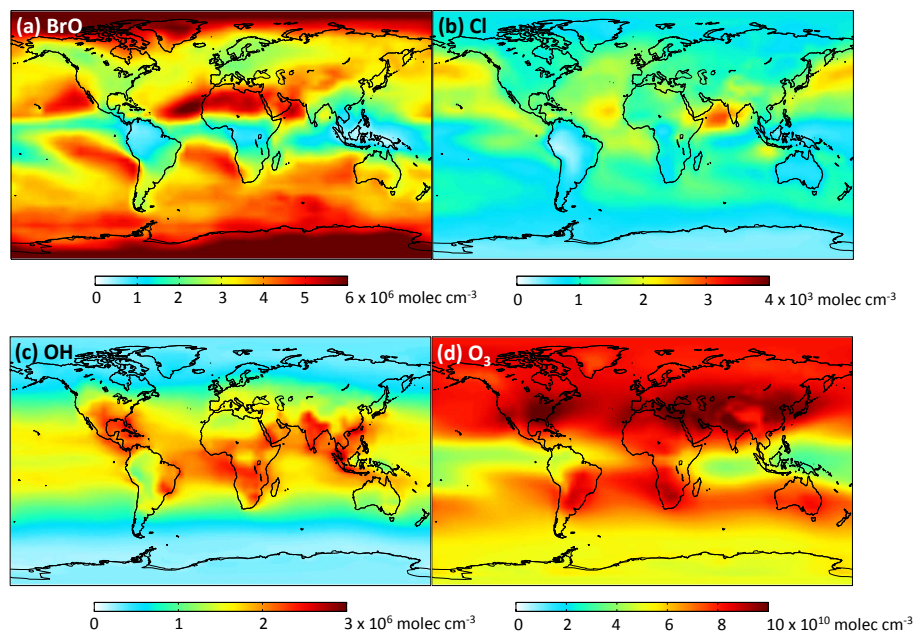 (a) BrO
(b) Cl
0 1 2 3 4 5 6 x 10⁶ molec cm⁻³
0 1 2 3 4 x 10³ molec cm⁻³
(c) OH
(d) O₃
0 1 2 3 x 10⁶ molec cm⁻³
0 2 4 6 8 10 x 10¹⁰ molec cm⁻³